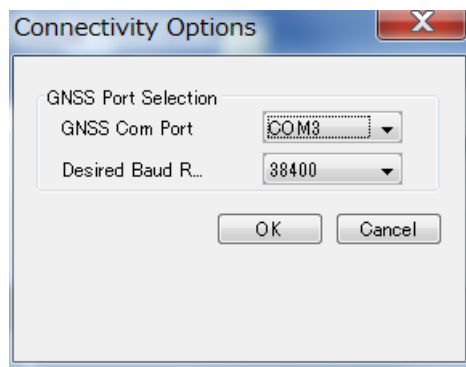 Connectivity Options
GNSS Port Selection
GNSS Com Port COM3
Desired Baud R... 38400
OK Cancel